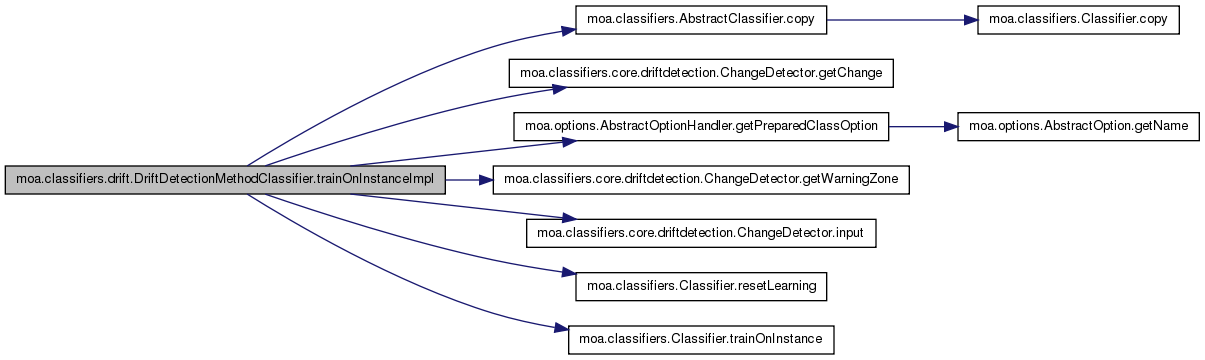 moa.classifiers.AbstractClassifier.copy
moa.classifiers.Classifier.copy
moa.classifiers.core.driftdetection.ChangeDetector.getChange
moa.options.AbstractOptionHandler.getPreparedClassOption
moa.options.AbstractOption.getName
moa.classifiers.drift.DriftDetectionMethodClassifier.trainOnInstanceImpl
moa.classifiers.core.driftdetection.ChangeDetector.getWarningZone
moa.classifiers.core.driftdetection.ChangeDetector.input
moa.classifiers.Classifier.resetLearning
moa.classifiers.Classifier.trainOnInstance